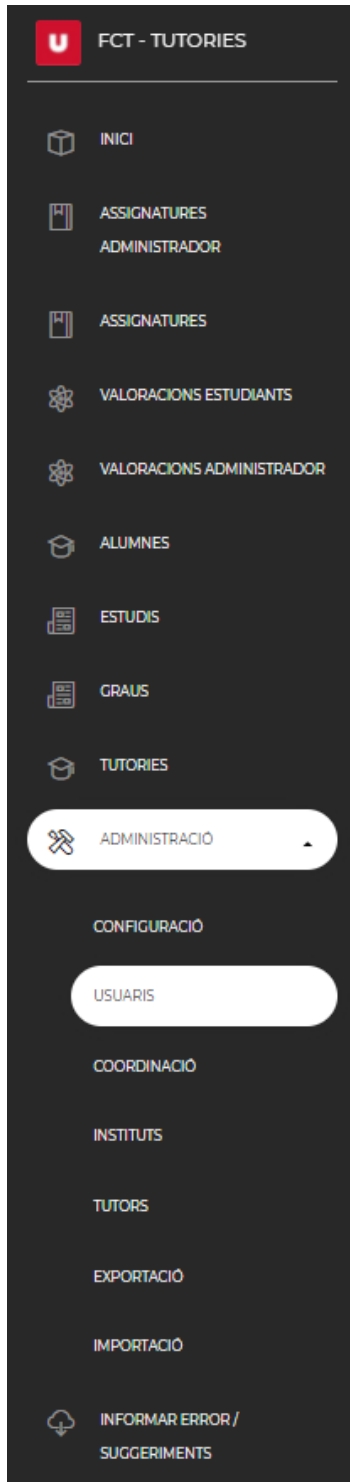 U
FCT - TUTORIES
INICI
ASSIGNATURES
ADMINISTRADOR
ASSIGNATURES
VALORACIONS ESTUDIANTS
VALORACIONS ADMINISTRADOR
ALUMNES
ESTUDIS
GRAUS
TUTORIES
ADMINISTRACIÓ
CONFIGURACIÓ
USUARIS
COORDINACIÓ
INSTITUTS
TUTORS
EXPORTACIÓ
IMPORTACIÓ
INFORMAR ERROR /
SUGGERIMENTS